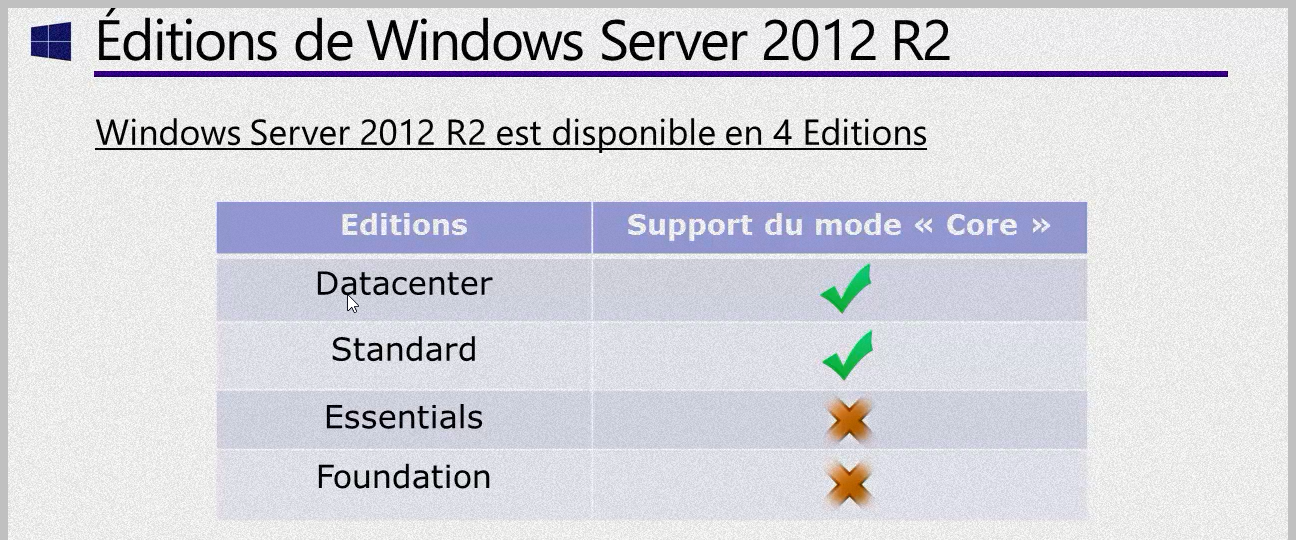 Éditions de Windows Server 2012 R2
Windows Server 2012 R2 est disponible en 4 Editions
Editions Support du mode « Core »
Datacenter
Standard
Essentials
Foundation